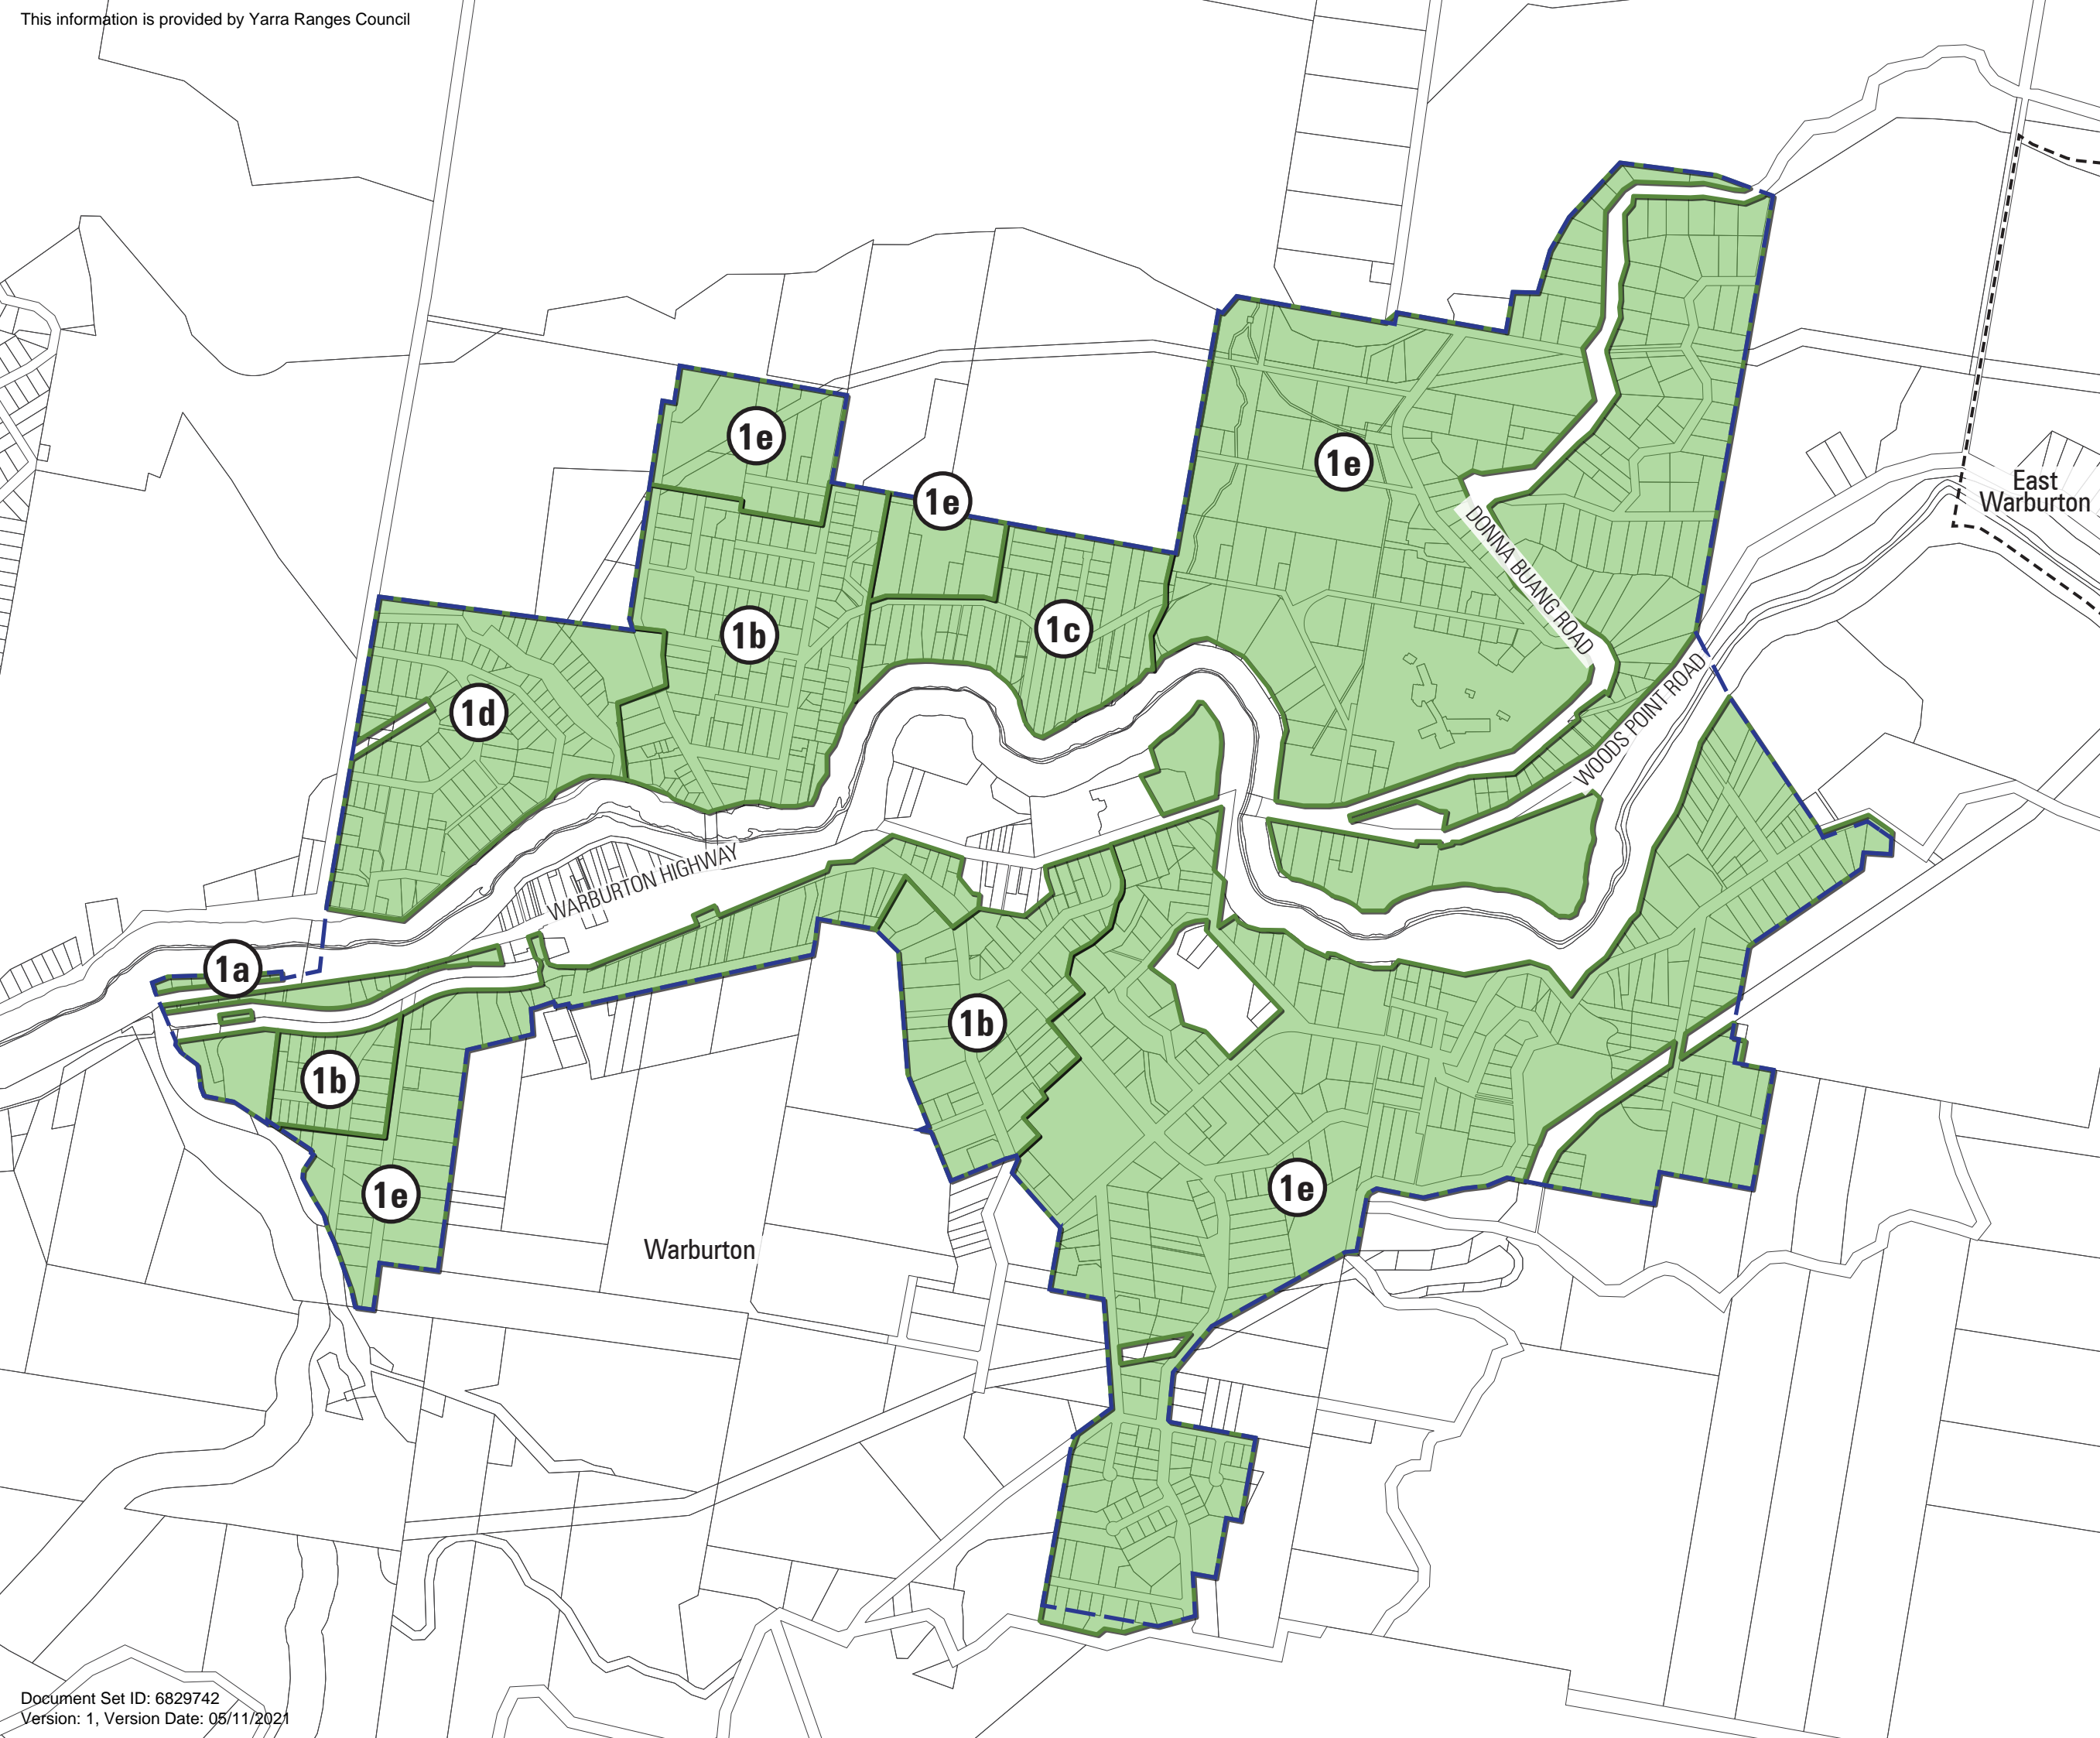 This information is provided by Yarra Ranges Council
1e
1e
1e
East
Warburton
DONNA BUANG ROAD
1b
1c
1d
WOODS POINT ROAD
WARBURTON HIGHWAY
1a
1b
1b
1e
1e
Warburton
Document Set ID: 6829742
Version: 1, Version Date: 05/11/2021